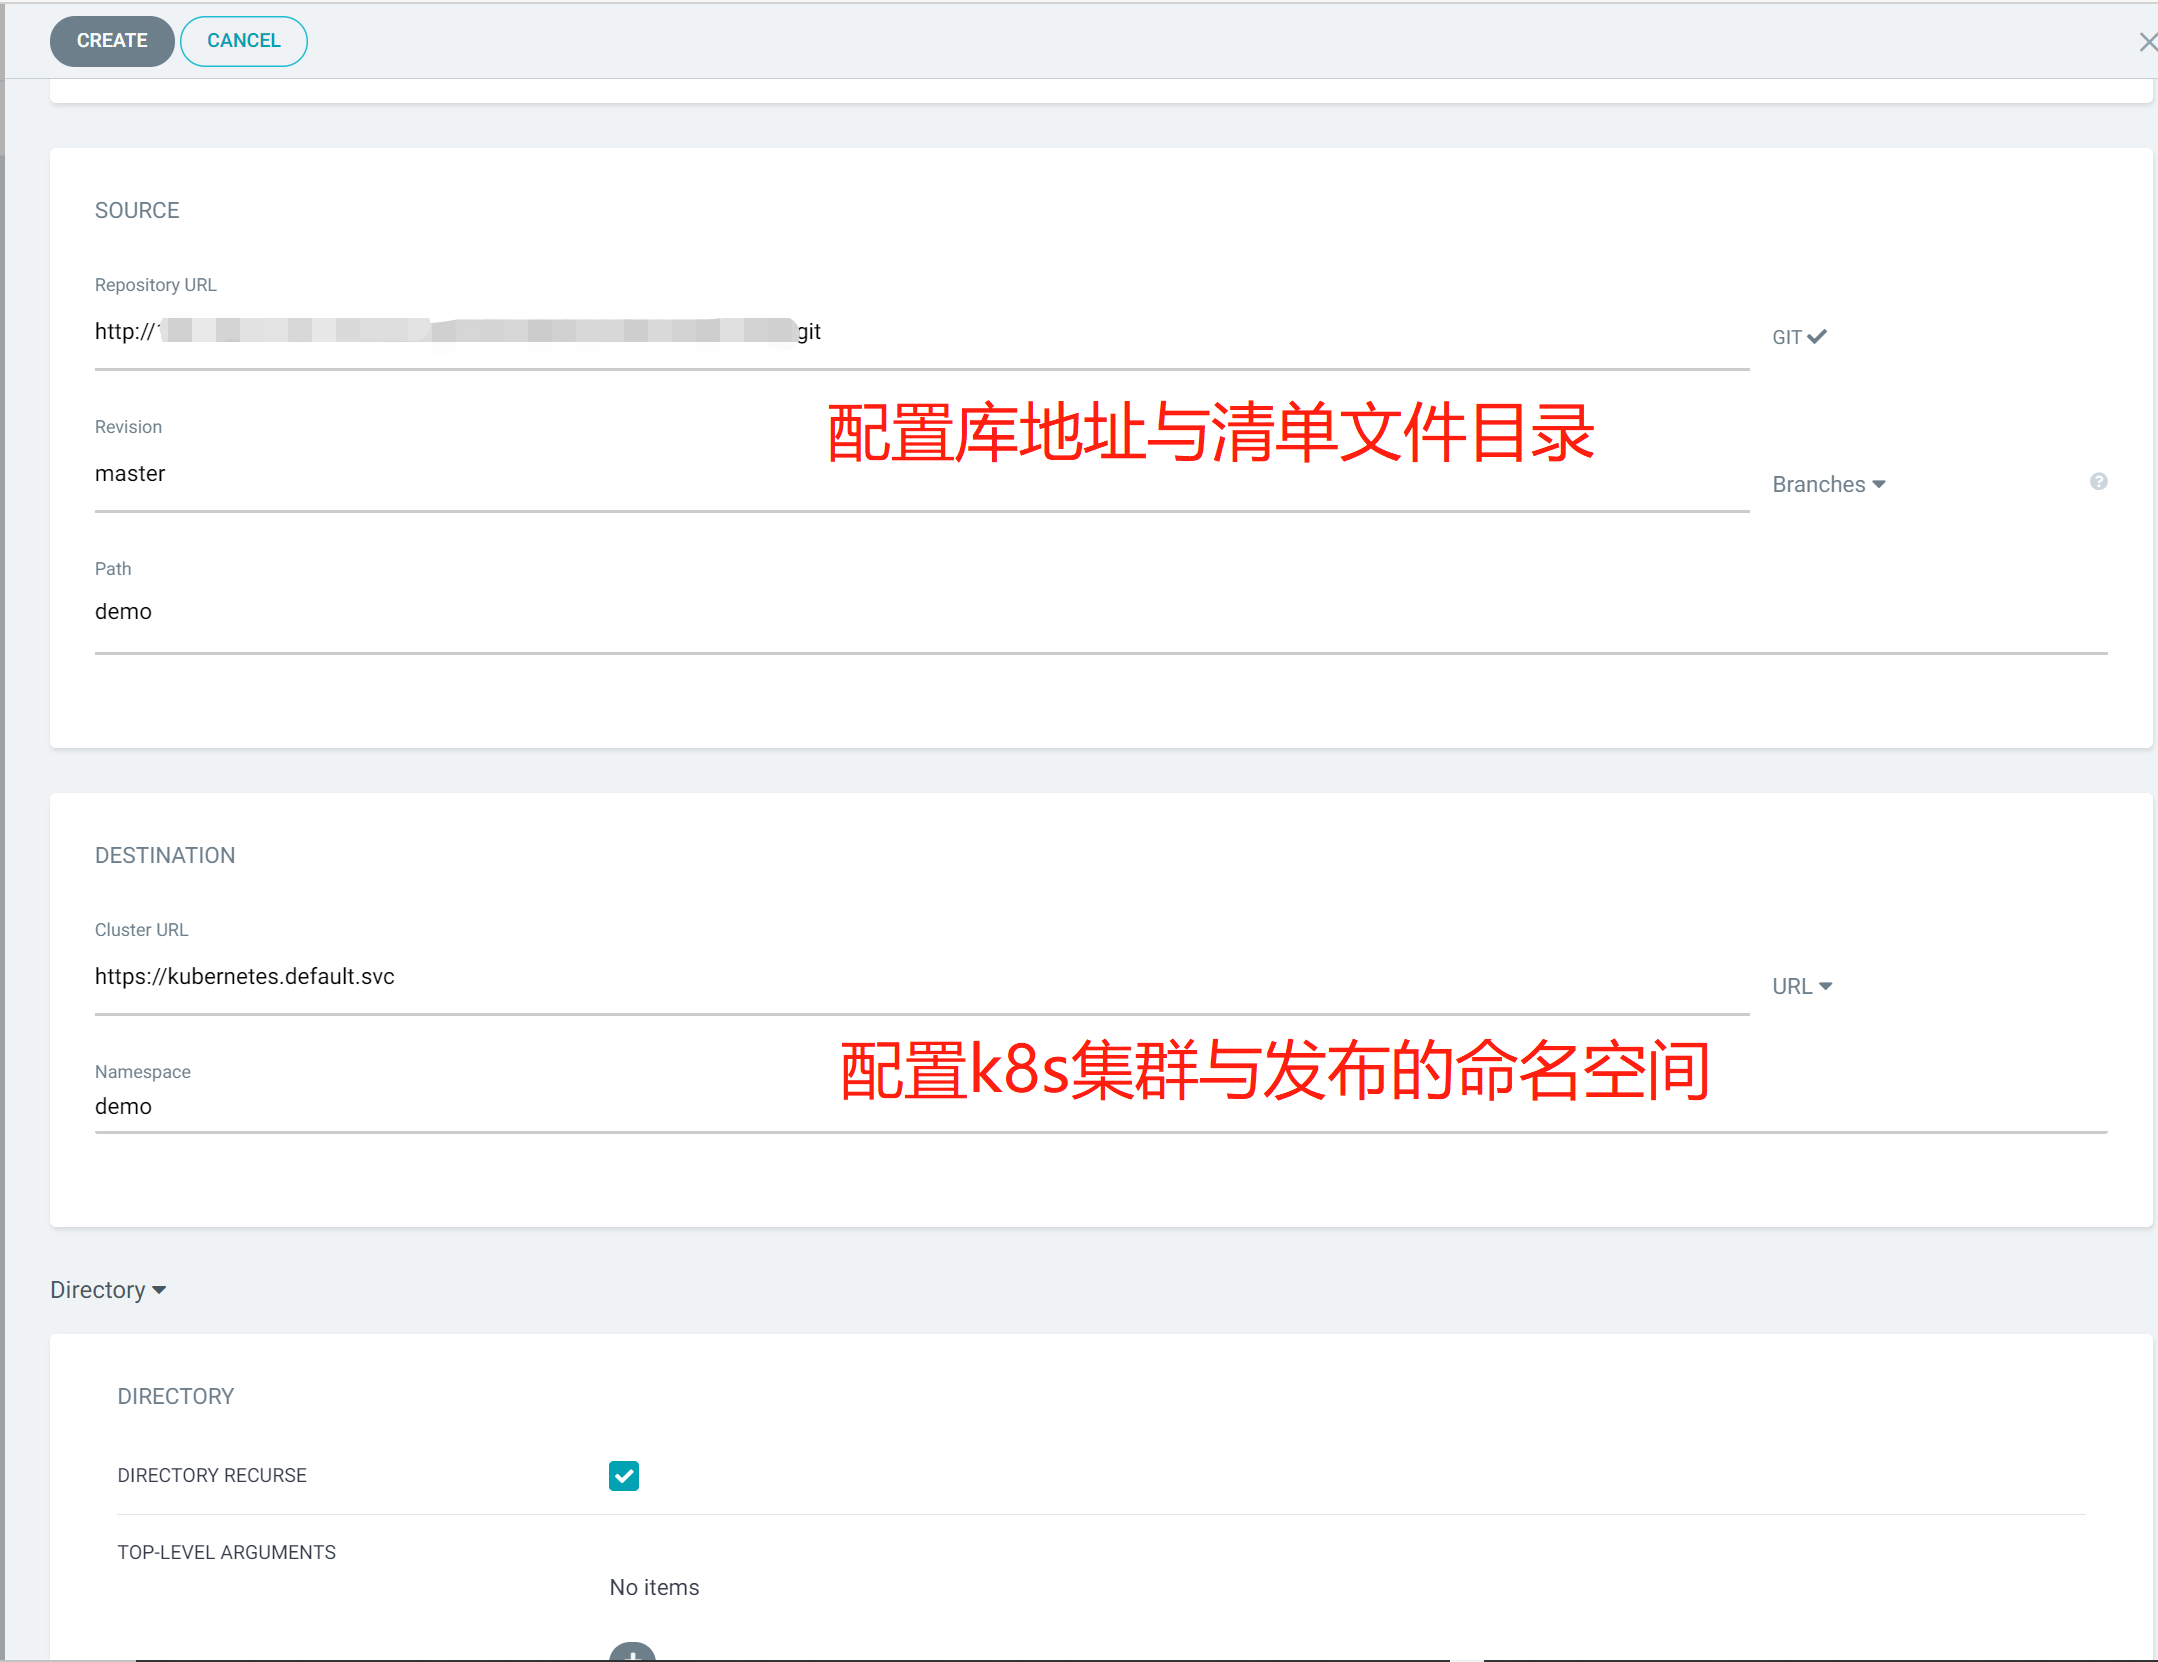 CREATE CANCEL
SOURCE
Repository URL
http:// git
GIT
配置库地址与清单文件目录
Revision
master
Branches
Path
demo
DESTINATION
Cluster URL
https://kubernetes.default.svc
URL
配置k8s集群与发布的命名空间
Namespace
demo
Directory
DIRECTORY
DIRECTORY RECURSE
TOP-LEVEL ARGUMENTS
No items